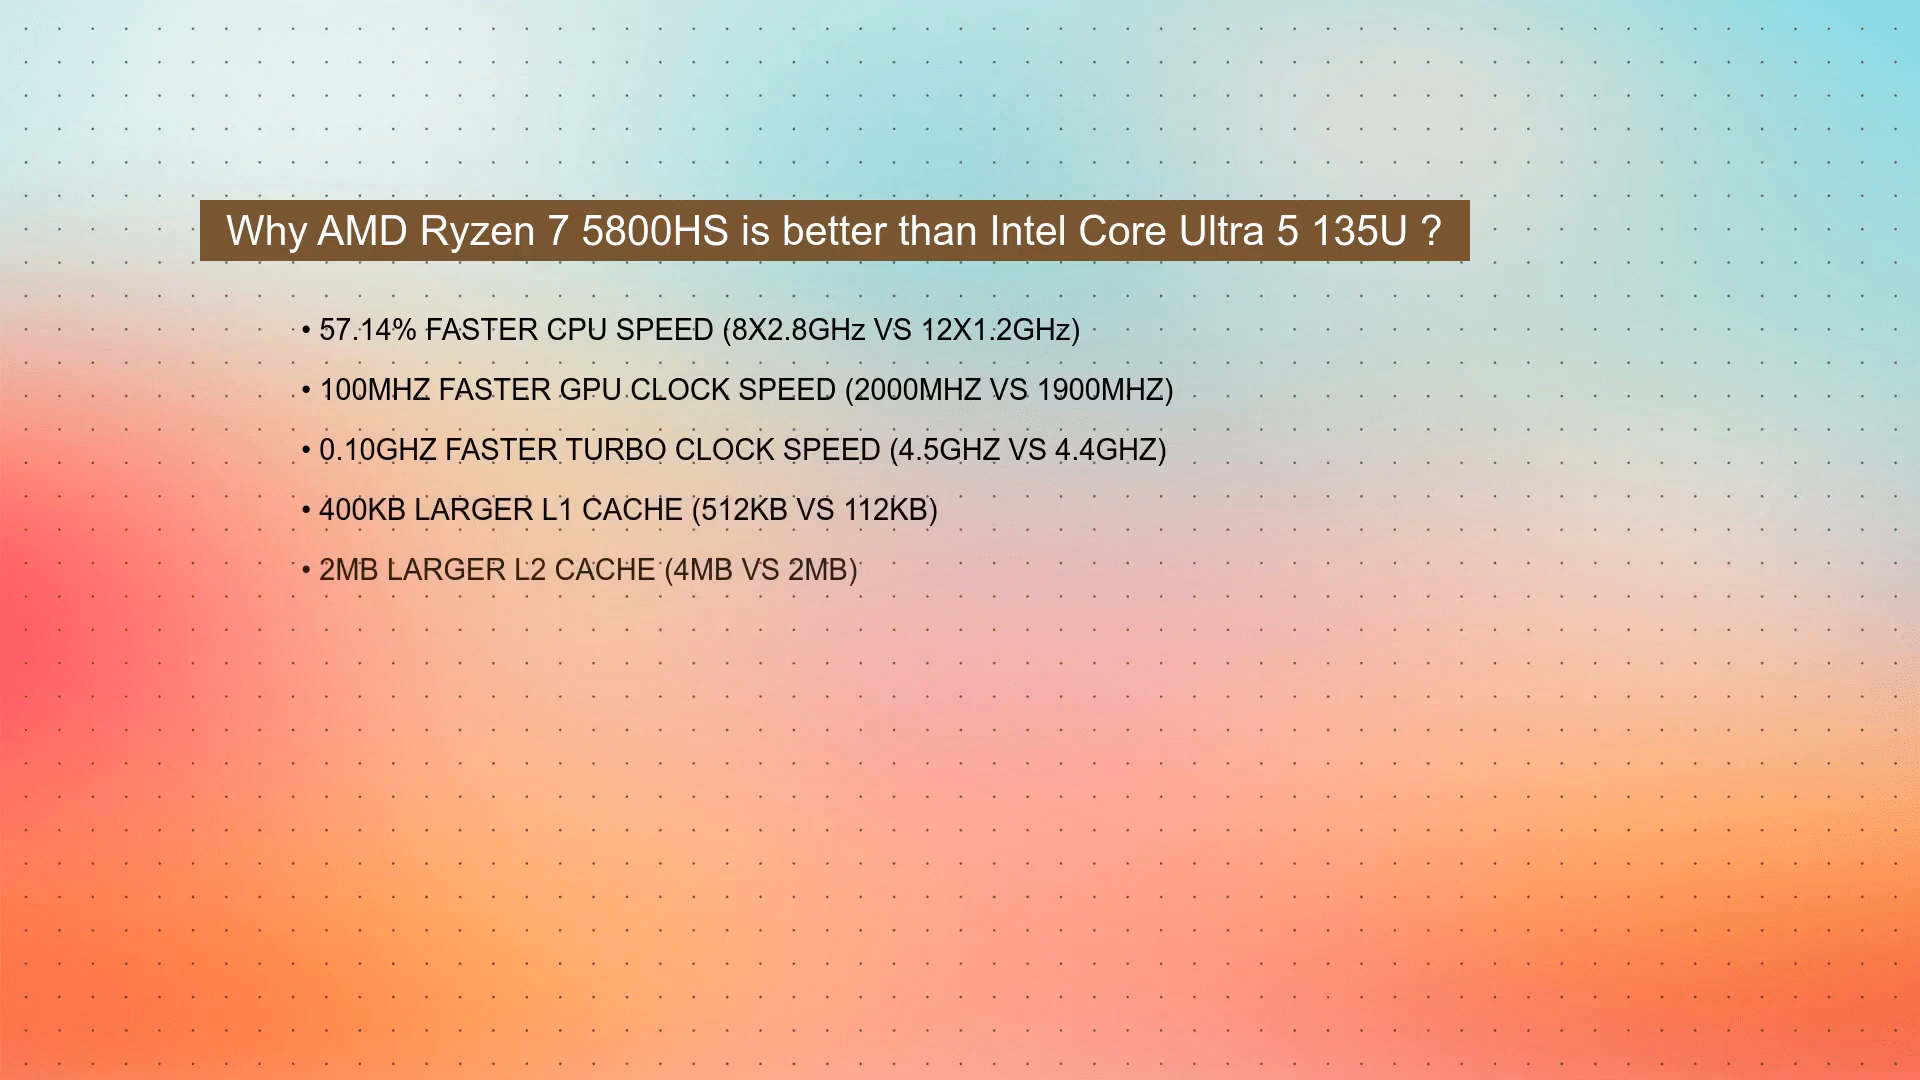 Why AMD Ryzen 7 5800HS is better than Intel Core Ultra 5 135U ?
• 57.14% FASTER CPU SPEED (8X2.8GHz VS 12X1.2GHz)
• 100MHZ FASTER GPU CLOCK SPEED (2000MHZ VS 1900MHZ)
• 0.10GHZ FASTER TURBO CLOCK SPEED (4.5GHZ VS 4.4GHZ)
• 400KB LARGER L1 CACHE (512KB VS 112KB)
• 2MB LARGER L2 CACHE (4MB VS 2MB)